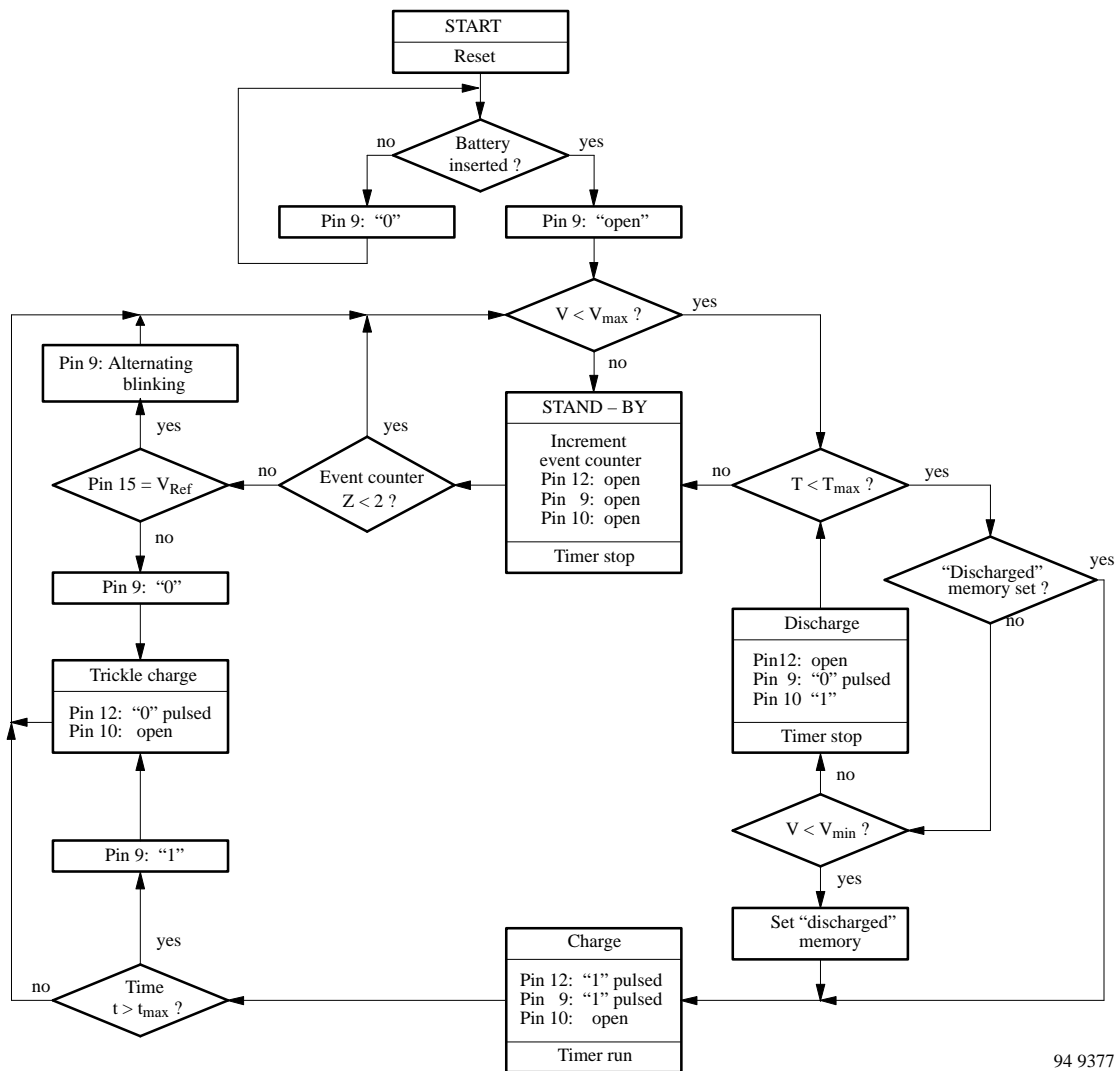 START
Reset
no
Battery
inserted ?
yes
Pin 9: “0”
Pin 9: “open”
V < Vmax ?
yes
no
Pin 9: Alternating
blinking
yes
Pin 15 = VRef
no
no
Event counter
Z < 2 ?
yes
STAND – BY
Increment
event counter
Pin 12: open
Pin 9: open
Pin 10: open
Timer stop
no
T < Tmax ?
yes
“Discharged”
memory set ?
yes
no
Pin 9: “0”
Trickle charge
Pin 12: “0” pulsed
Pin 10: open
Discharge
Pin12: open
Pin 9: “0” pulsed
Pin 10 “1”
Timer stop
no
V < Vmin ?
yes
Set “discharged”
memory
Pin 9: “1”
yes
no
Time
t > tmax ?
Charge
Pin 12: “1” pulsed
Pin 9: “1” pulsed
Pin 10: open
Timer run
94 9377